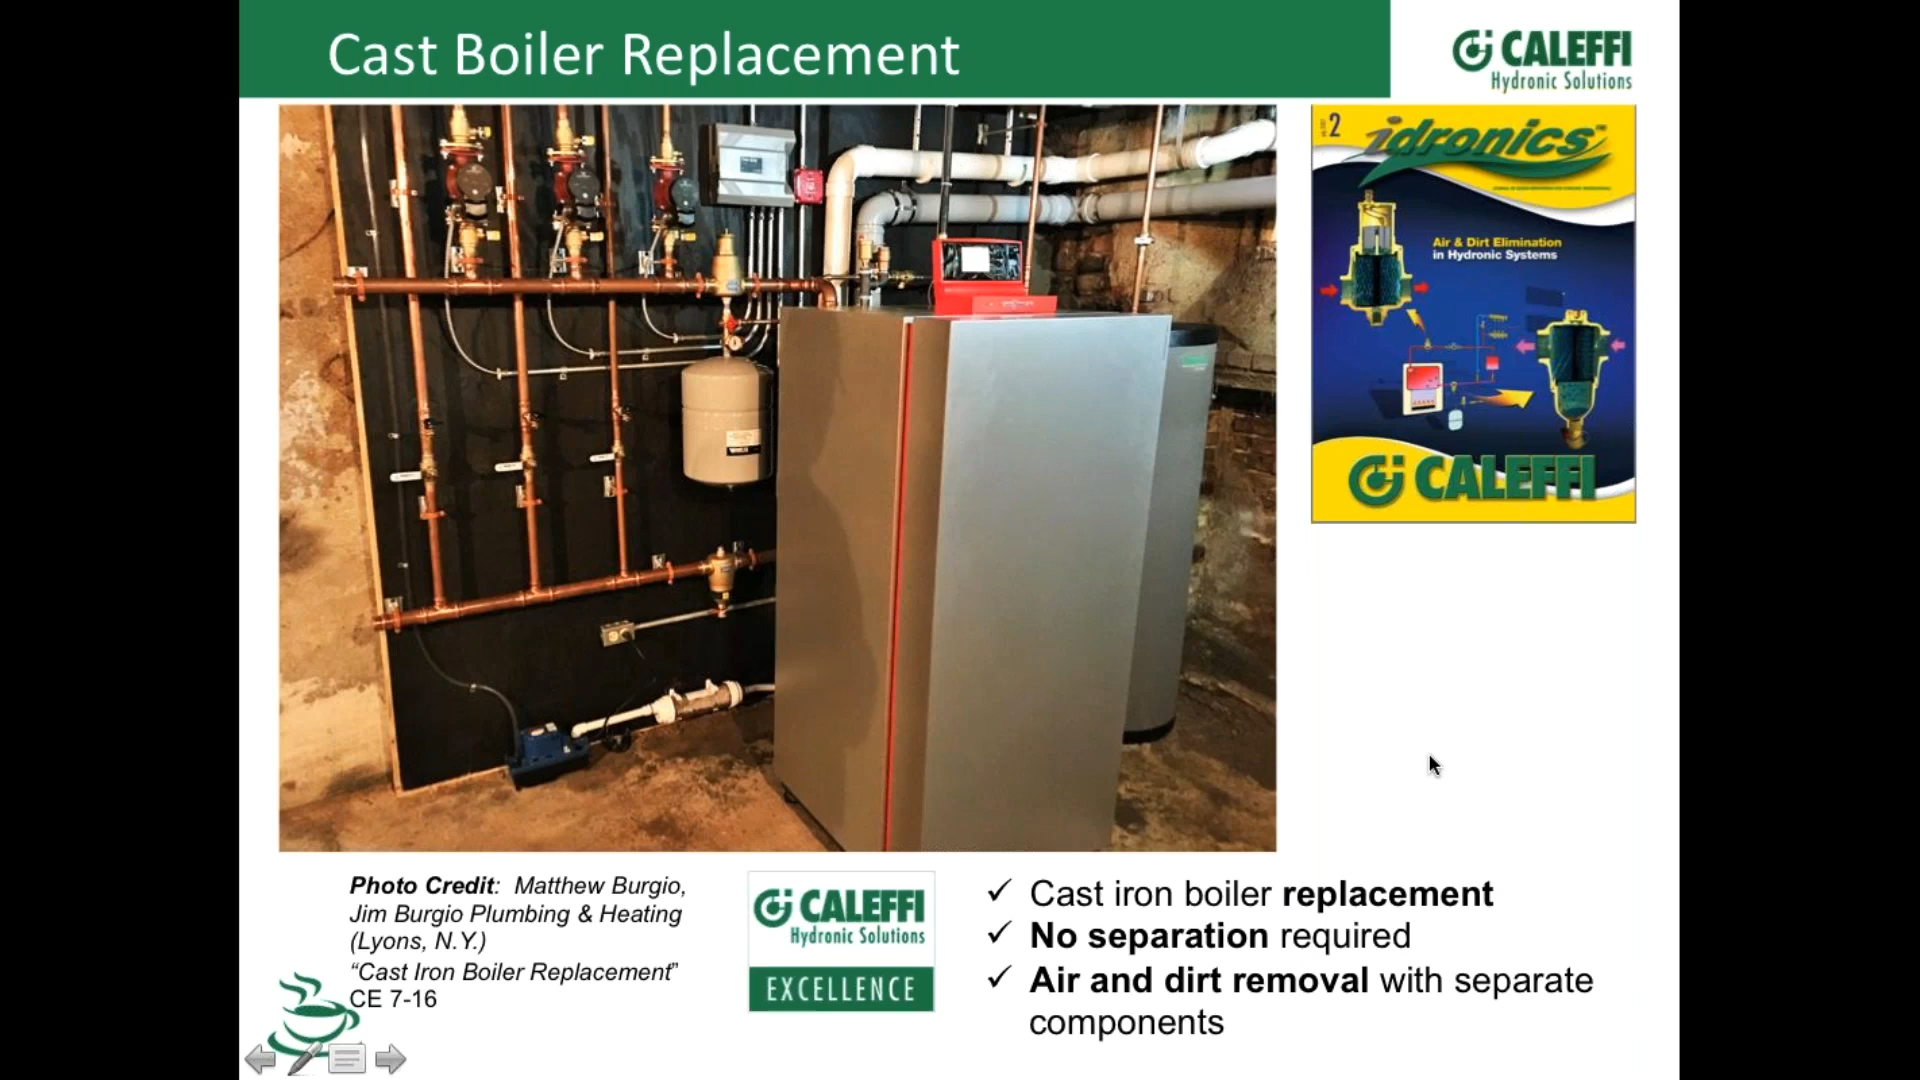 Cast Boiler Replacement
CALEFFI
Hydronic Solutions
2
idronics™
Air & Dirt Elimination
in Hydronic Systems
CALEFFI
Photo Credit:  Matthew Burgio,
Jim Burgio Plumbing & Heating
(Lyons, N.Y.)
“Cast Iron Boiler Replacement”
CE 7-16
CALEFFI
Hydronic Solutions
EXCELLENCE
✓ Cast iron boiler replacement
✓ No separation required
✓ Air and dirt removal with separate
components